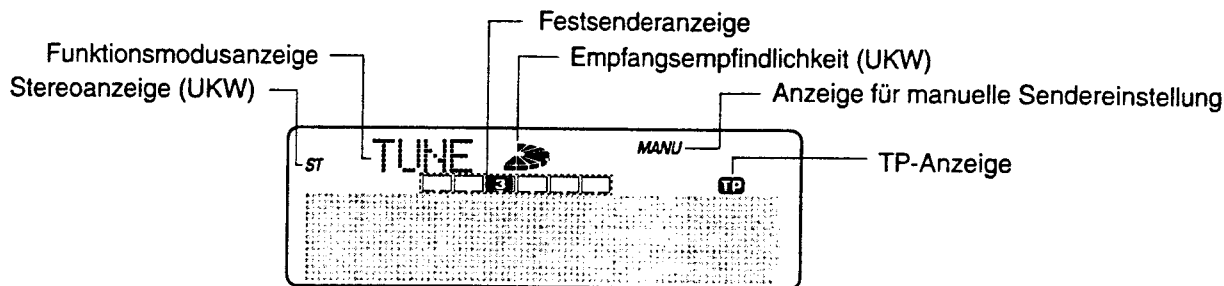 Festsenderanzeige
Funktionsmodusanzeige
Empfangsempfindlichkeit (UKW)
Stereoanzeige (UKW)
Anzeige für manuelle Sendereinstellung
ST
TUNE
MANU
TP-Anzeige
3
TP